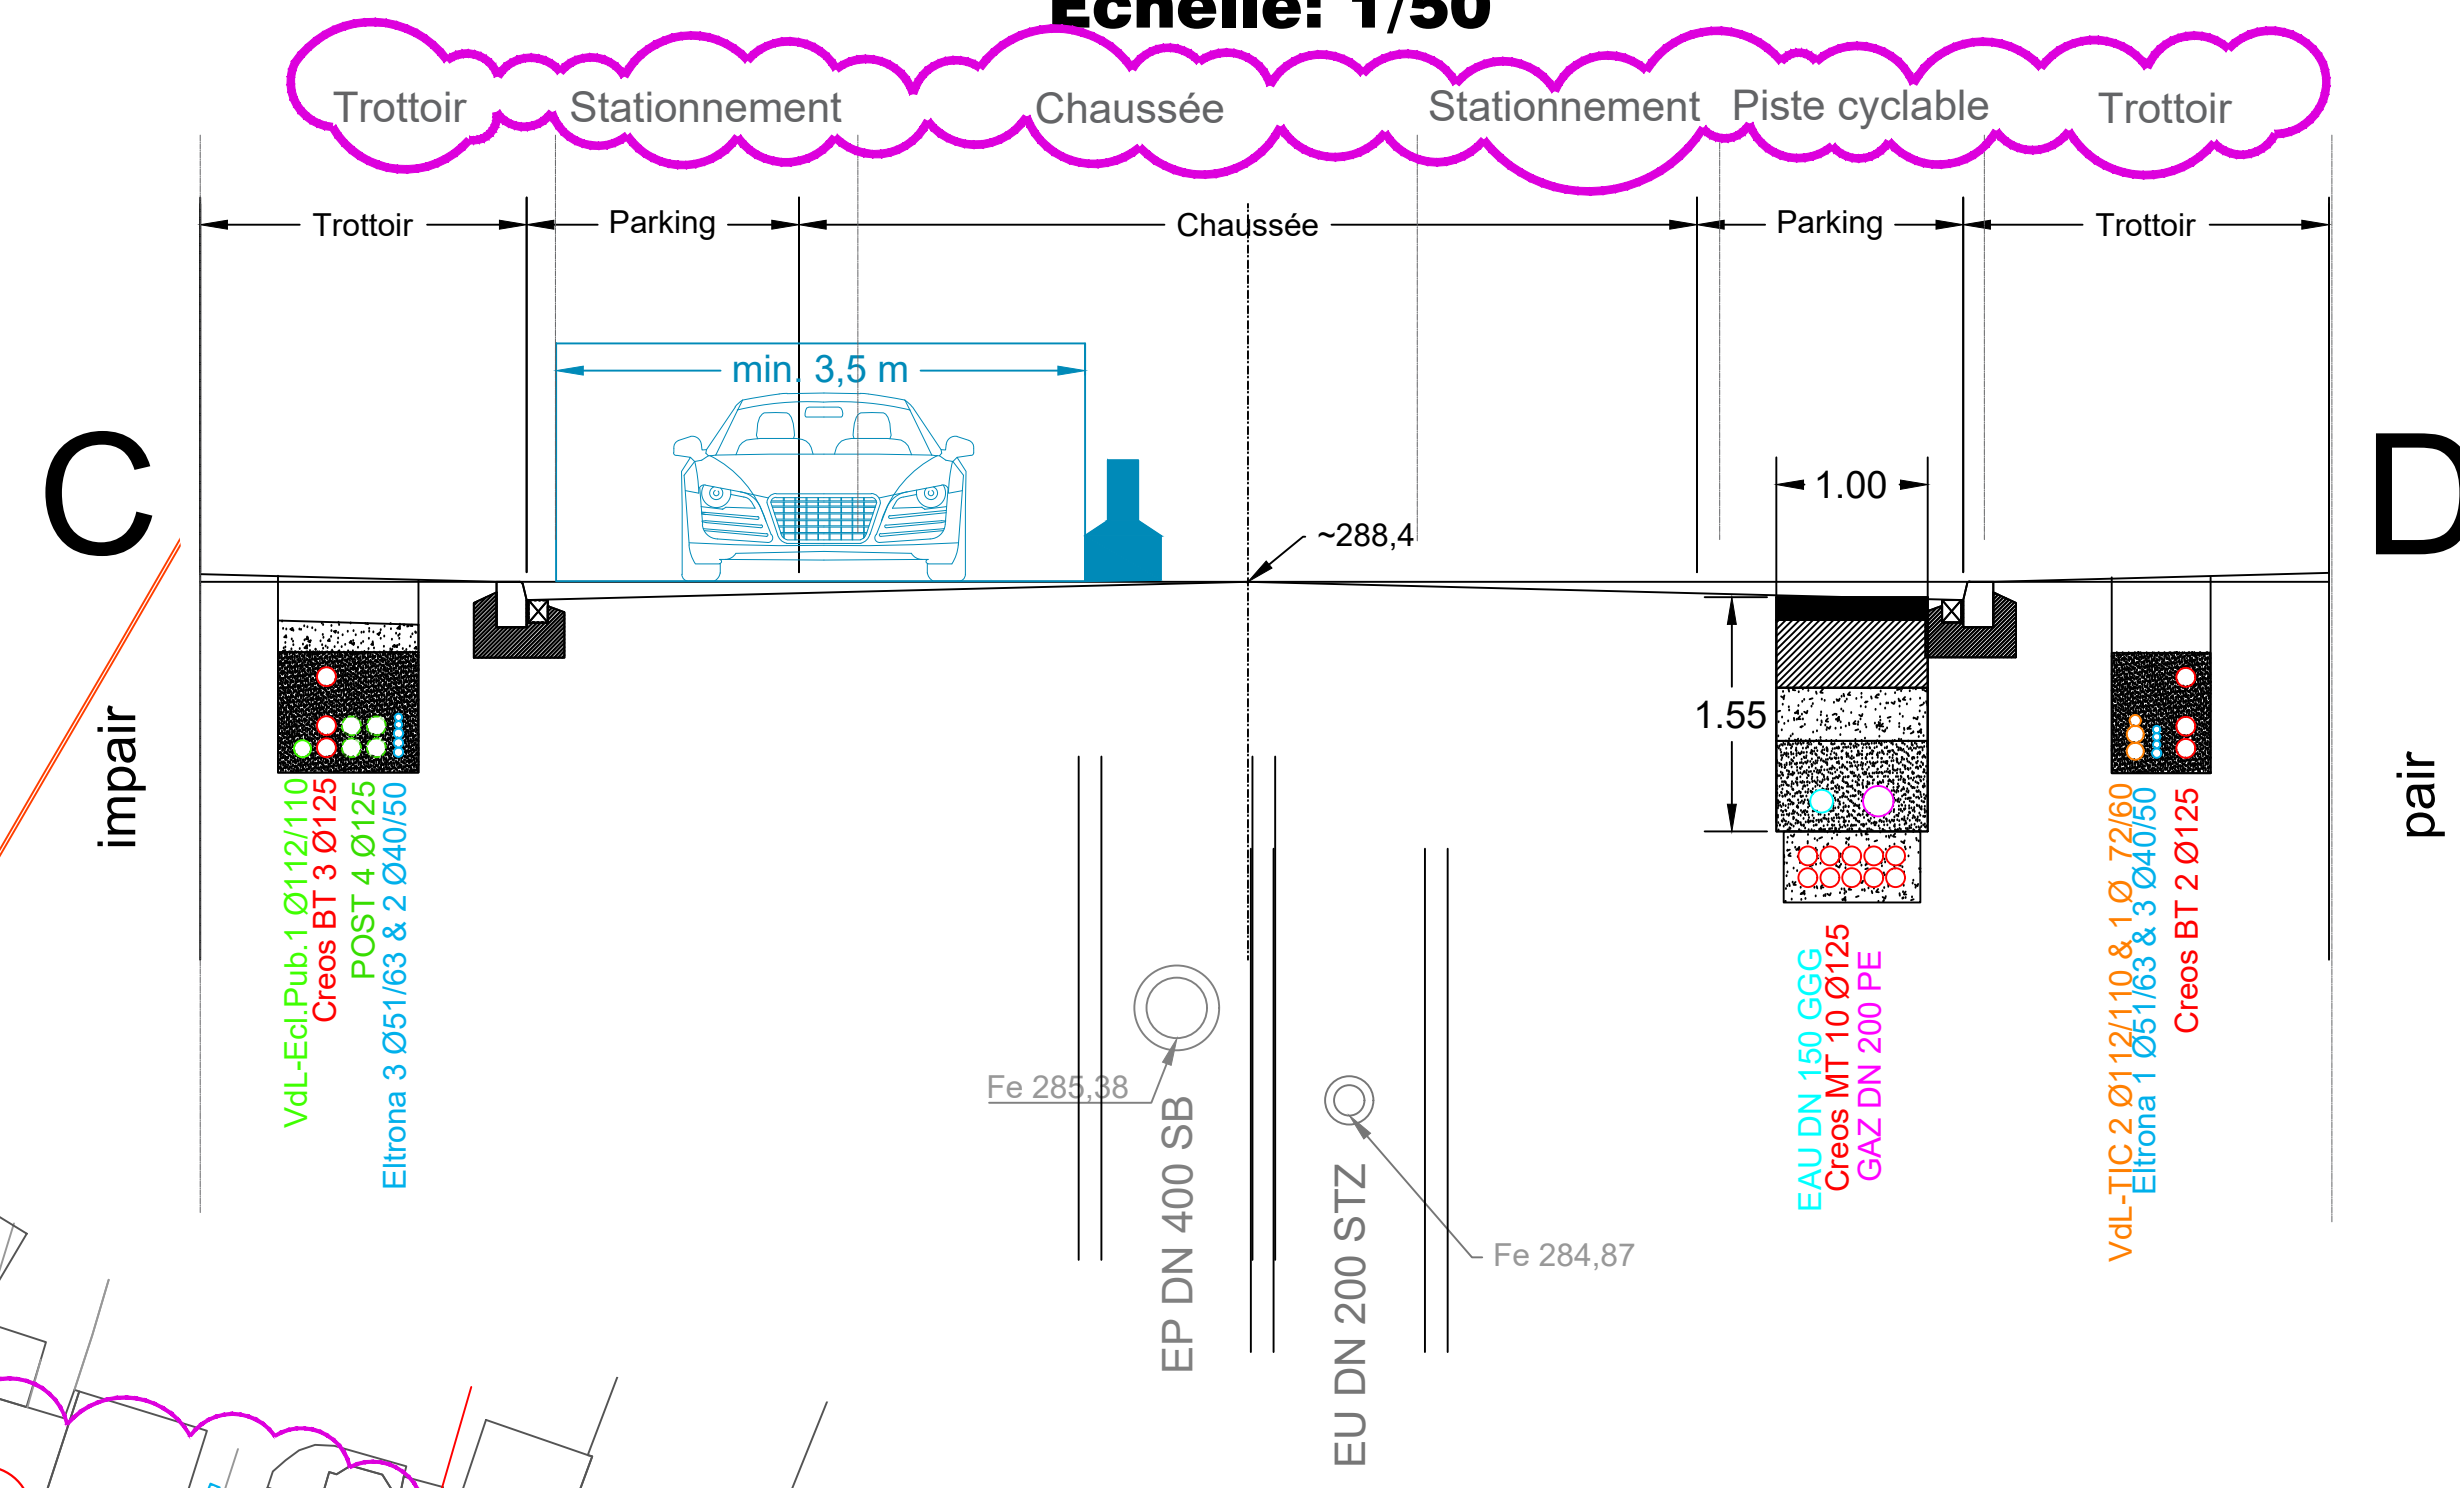 Echelle: 1/50
Trottoir
Stationnement
Chaussée
Stationnement
Piste cyclable
Trottoir
Trottoir
Parking
Chaussée
Parking
Trottoir
min. 3,5 m
C
D
1.00
~288,4
1.55
impair
pair
VdL-Ecl.Pub.1 Ø112/110
Creos BT 3 Ø125
POST 4 Ø125
Eltrona 3 Ø51/63 & 2 Ø40/50
Fe 285,38
EP DN 400 SB
EU DN 200 STZ
Fe 284,87
EAU DN 150 GGG
Creos MT 10 Ø125
GAZ DN 200 PE
VdL-TIC 2 Ø112/110 & 1 Ø 72/60
Eltrona 1 Ø51/63 & 3 Ø40/50
Creos BT 2 Ø125